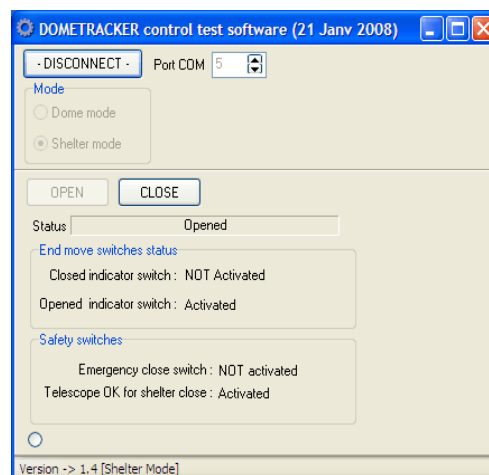 DOMETRACKER control test software (21 Janv 2008)
- DISCONNECT - Port COM 5
Mode
Dome mode
Shelter mode
OPEN CLOSE
Status Opened
End move switches status
Closed indicator switch : NOT Activated
Opened indicator switch : Activated
Safety switches
Emergency close switch : NOT activated
Telescope OK for shelter close : Activated
Version -> 1.4 [Shelter Mode]